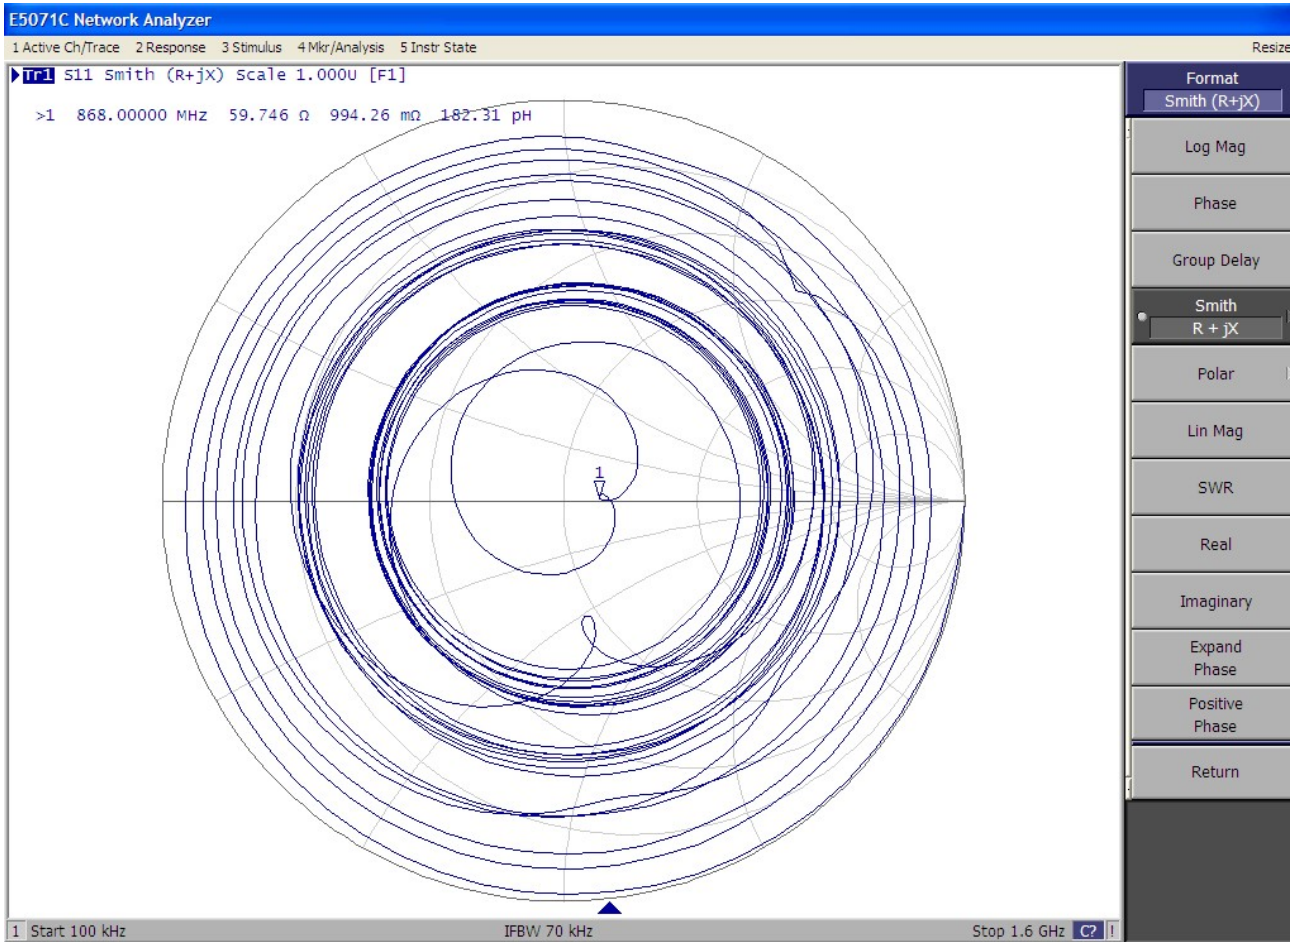 E5071C Network Analyzer
1 Active Ch/Trace 2 Response 3 Stimulus 4 Mkr/Analysis 5 Instr State Resize
Tr1 S11 Smith (R+jX) Scale 1.000U [F1]
>1 868.00000 MHz 59.746 Ω 994.26 mΩ 182.31 pH
1
Format
Smith (R+jX)
Log Mag
Phase
Group Delay
Smith
R + jX
Polar
Lin Mag
SWR
Real
Imaginary
Expand
Phase
Positive
Phase
Return
1 Start 100 kHz IFBW 70 kHz Stop 1.6 GHz C? !